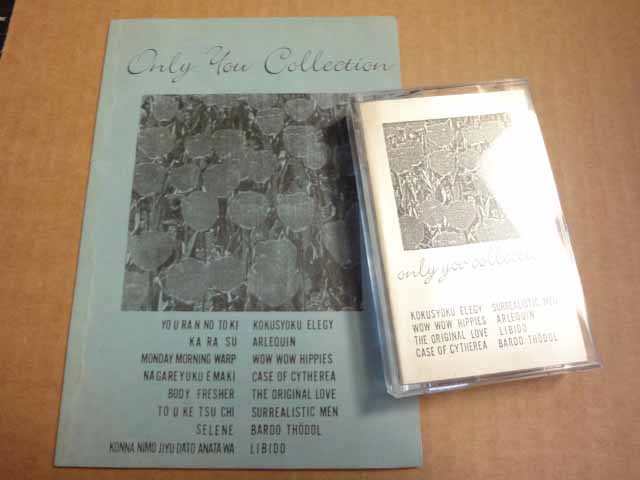 Only You Collection
YO U RA N NO TO KI KOKUSYOKU ELEGY
KA RA SU ARLEQUIN
MONDAY MORNING WARP WOW WOW HIPPIES
NAGAREYUKU E MAKI CASE OF CYTHEREA
BODY FRESHER THE ORIGINAL LOVE
TO U KE TSU CHI SURREALISTIC MEN
SELENE BARDO THÖDOL
KONNA NIMO JIYU DATO ANATA WA LIBIDO
only you
KOKUSYOKU ELEGY SURREALISTIC MEN
WOW WOW HIPPIES ARLEQUIN
THE ORIGINAL LOVE LIBIDO
CASE OF CYTHEREA BARDO THÖDOL